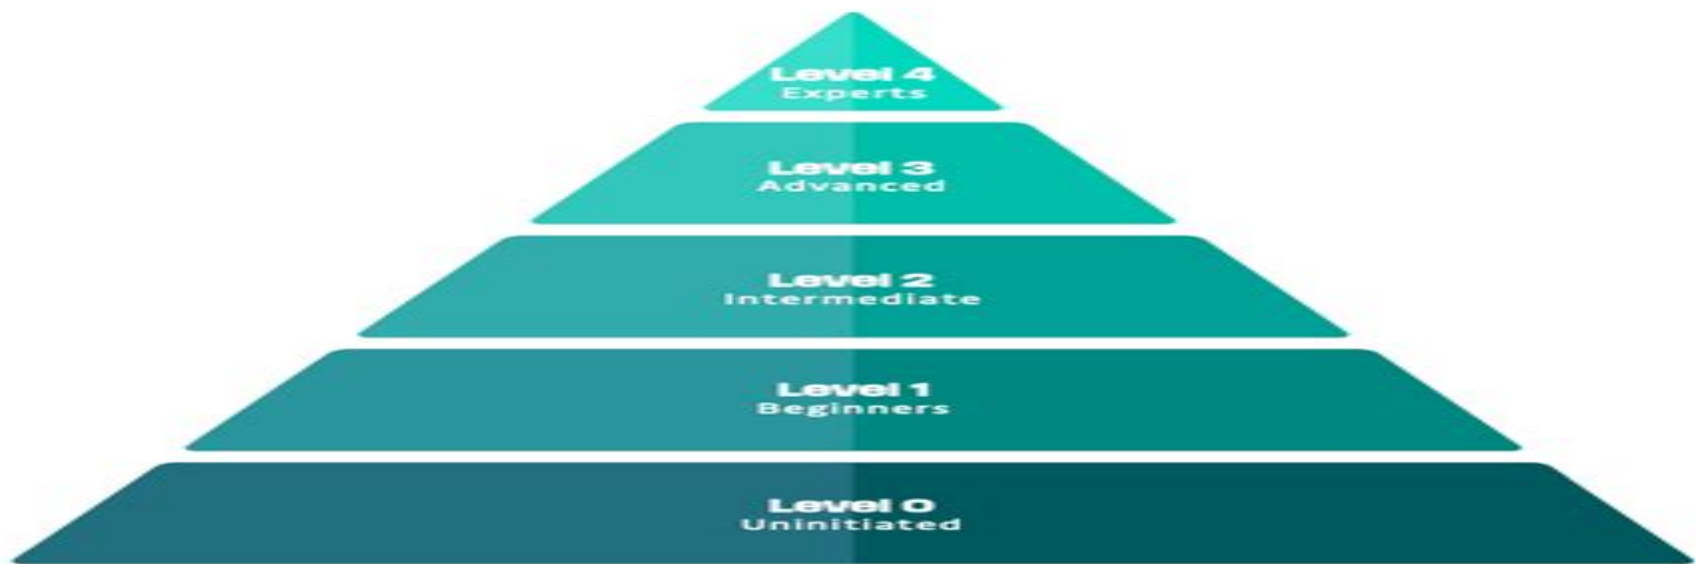 Level 4
Experts
Level 3
Advanced
Level 2
Intermediate
Level 1
Beginners
Level 0
Uninitiated